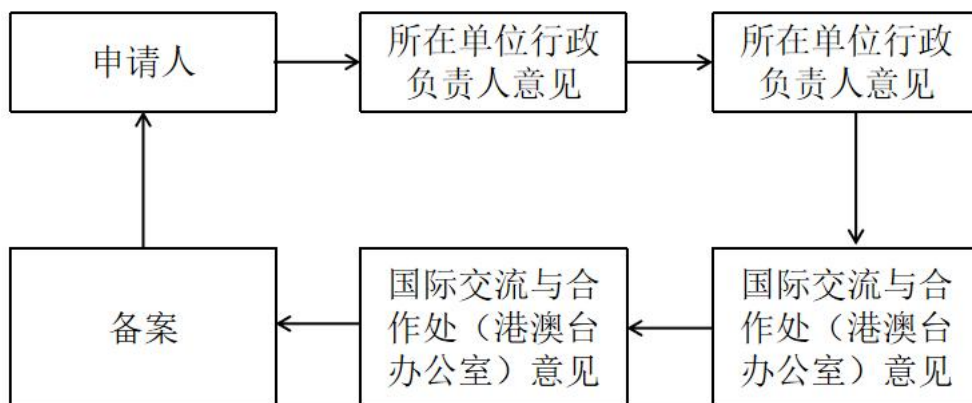 申请人
所在单位行政
负责人意见
所在单位行政
负责人意见
备案
国际交流与合
作处（港澳台
办公室）意见
国际交流与合
作处（港澳台
办公室）意见